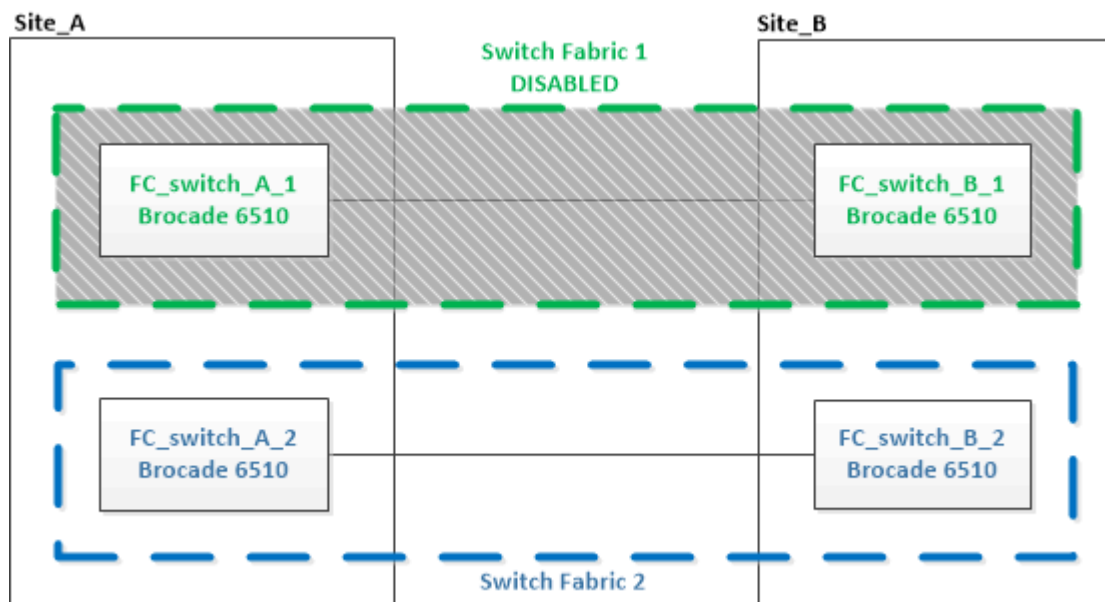 Site_A
Site_B
Switch Fabric 1
DISABLED
FC_switch_A_1
Brocade 6510
FC_switch_B_1
Brocade 6510
FC_switch_A_2
Brocade 6510
FC_switch_B_2
Brocade 6510
Switch Fabric 2